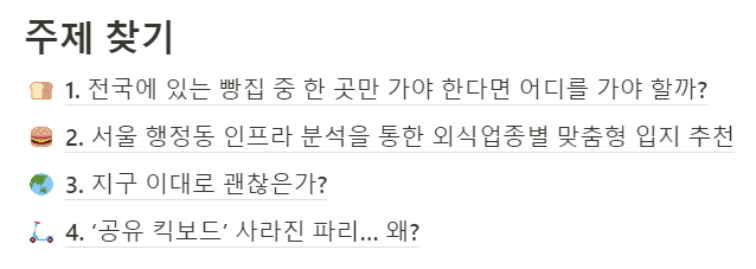 주제 찾기
🍞 1. 전국에 있는 빵집 중 한 곳만 가야 한다면 어디를 가야 할까?
🍔 2. 서울 행정동 인프라 분석을 통한 외식업종별 맞춤형 입지 추천
🌏 3. 지구 이대로 괜찮은가?
🛴 4. ‘공유 킥보드’ 사라진 파리... 왜?